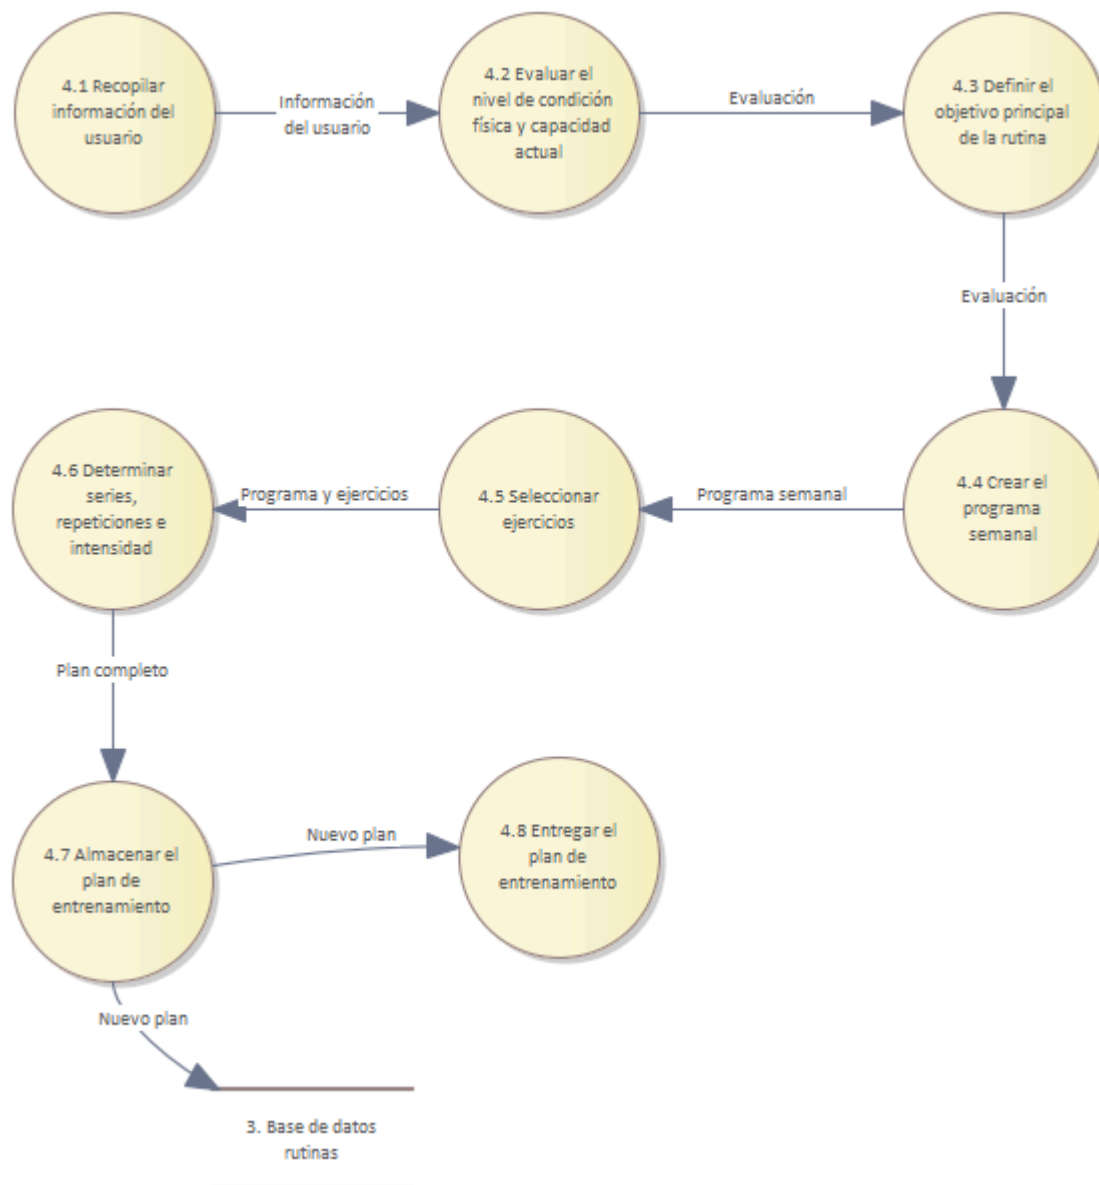 4.1 Recopilar
información del
usuario
Información
del usuario
4.2 Evaluar el
nivel de condición
física y capacidad
actual
Evaluación
4.3 Definir el
objetivo principal
de la rutina
Evaluación
4.4 Crear el
programa
semanal
Programa semanal
4.5 Seleccionar
ejercicios
Programa y ejercicios
4.6 Determinar
series,
repeticiones e
intensidad
Plan completo
4.7 Almacenar el
plan de
entrenamiento
Nuevo plan
4.8 Entregar el
plan de
entrenamiento
Nuevo plan
3. Base de datos
rutinas